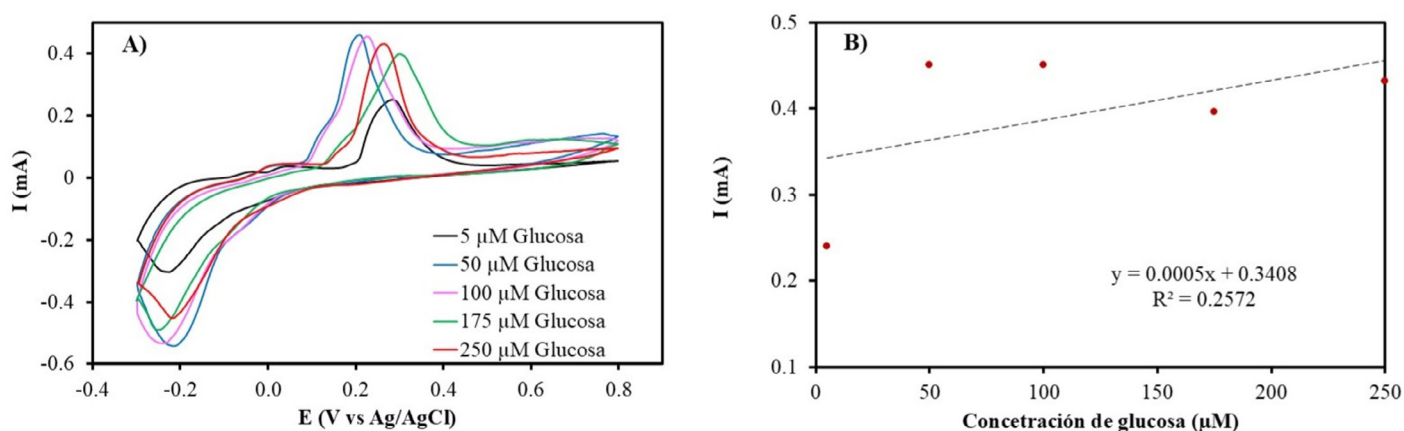 A)
I (mA)
0.4
0.2
0
-0.2
-0.4
-0.6
-0.4
-0.2
0.0
0.2
0.4
0.6
0.8
E (V vs Ag/AgCl)
5 µM Glucosa
50 µM Glucosa
100 µM Glucosa
175 µM Glucosa
250 µM Glucosa
B)
I (mA)
0.5
0.4
0.3
0.2
0.1
0
50
100
150
200
250
Concetración de glucosa (µM)
y = 0.0005x + 0.3408
R² = 0.2572